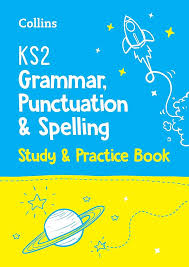 Collins
KS2
Grammar,
Punctuation
& Spelling
Study & Practice Book